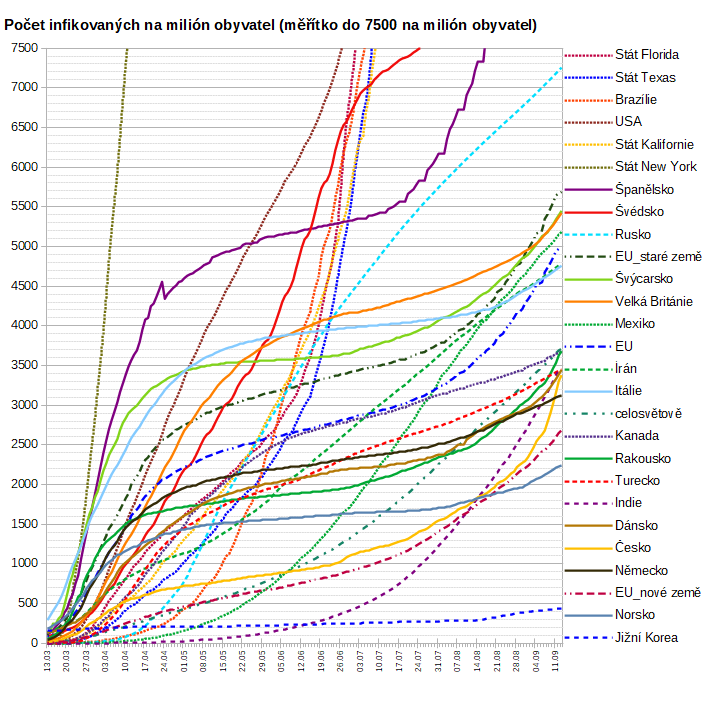 Počet infikovaných na milión obyvatel (měřítko do 7500 na milión obyvatel)
7500
7000
6500
6000
5500
5000
4500
4000
3500
3000
2500
2000
1500
1000
500
0
13.03 20.03 27.03 03.04 10.04 17.04 24.04 01.05 08.05 15.05 22.05 29.05 05.06 12.06 19.06 26.06 03.07 10.07 17.07 24.07 31.07 07.08 14.08 21.08 28.08 04.09 11.09
Stát Florida
Stát Texas
Brazílie
USA
Stát Kalifornie
Stát New York
Španělsko
Švédsko
Rusko
EU_staré země
Švýcarsko
Velká Británie
Mexiko
EU
Írán
Itálie
celosvětově
Kanada
Rakousko
Turecko
Indie
Dánsko
Česko
Německo
EU_nové země
Norsko
Jižní Korea